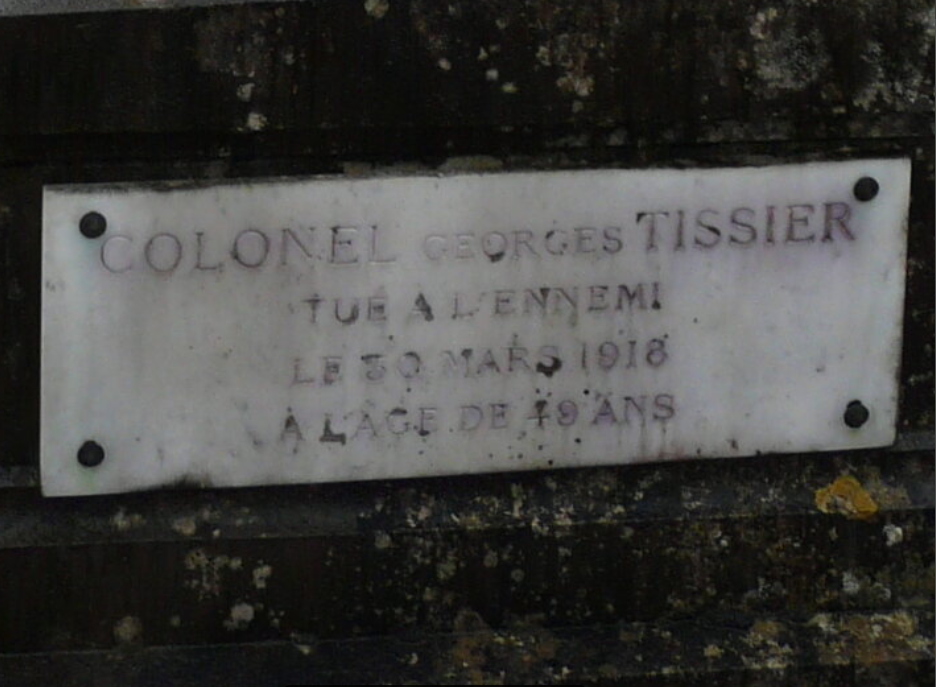 COLONEL GEORGES TISSIER
TUÉ A L'ENNEMI
LE 30 MARS 1918
A L'AGE DE 49 ANS